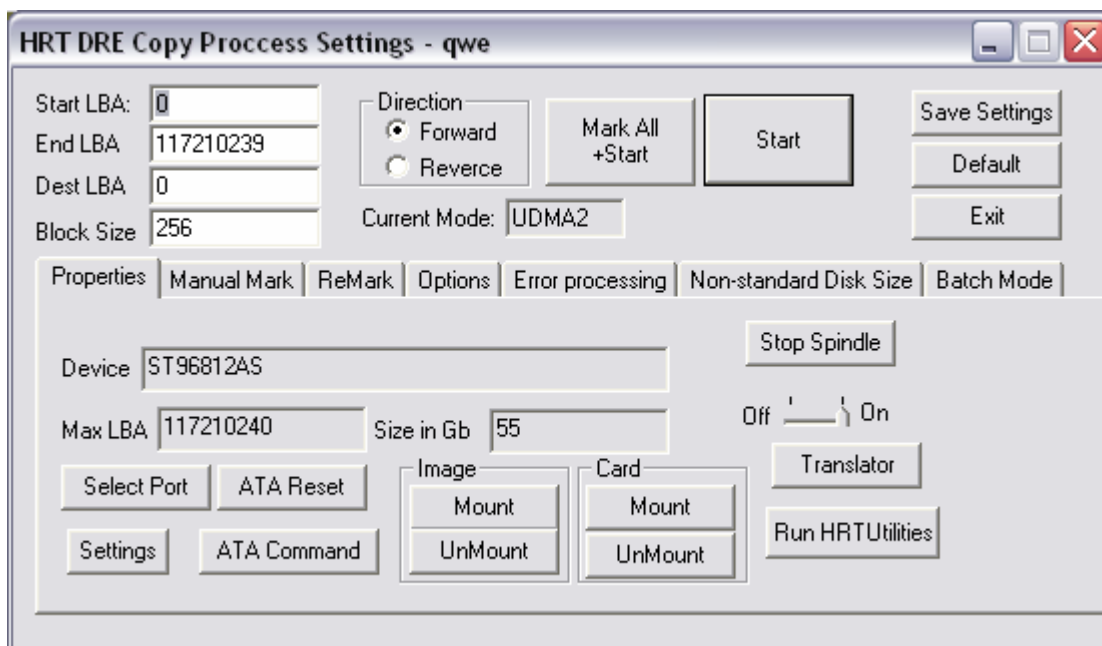 HRT DRE Copy Proccess Settings - qwe
Start LBA: 0
End LBA 117210239
Dest LBA 0
Block Size 256
Direction
Forward
Reverce
Mark All
+Start
Start
Save Settings
Default
Exit
Current Mode: UDMA2
Properties Manual Mark ReMark Options Error processing Non-standard Disk Size Batch Mode
Device ST96812AS
Stop Spindle
Max LBA 117210240 Size in Gb 55
Off On
Select Port ATA Reset
Settings ATA Command
Image
Mount
UnMount
Card
Mount
UnMount
Translator
Run HRTUtilities